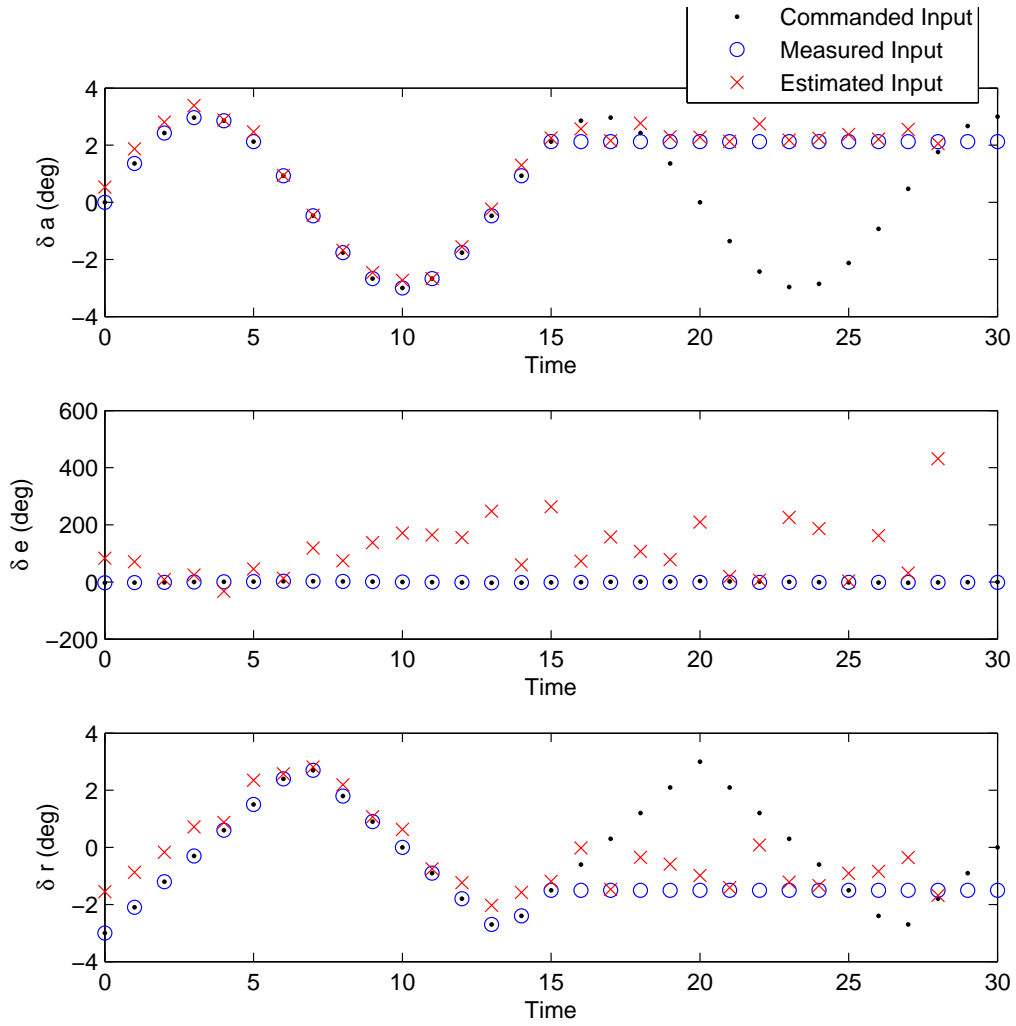 Commanded Input
Measured Input
Estimated Input
4
2
0
−2
−4
δ a (deg)
0 5 10 15 20 25 30
Time
600
400
200
0
−200
δ e (deg)
0 5 10 15 20 25 30
Time
4
2
0
−2
−4
δ r (deg)
0 5 10 15 20 25 30
Time